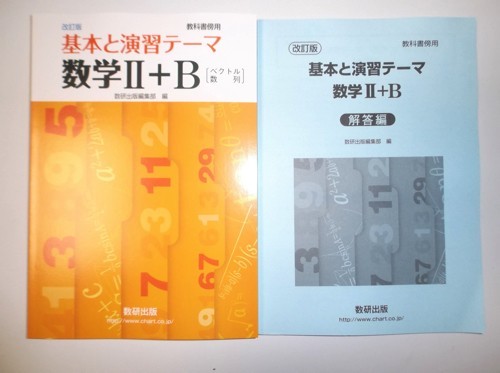 改訂版
教科書傍用
基本と演習テーマ
数学Ⅱ+B
[ベクトル
数 列]
数研出版編集部 編
数研出版
http://www.chart.co.jp/
改訂版
教科書傍用
基本と演習テーマ
数学Ⅱ+B
解答編
数研出版編集部 編
数研出版
http://www.chart.co.jp/